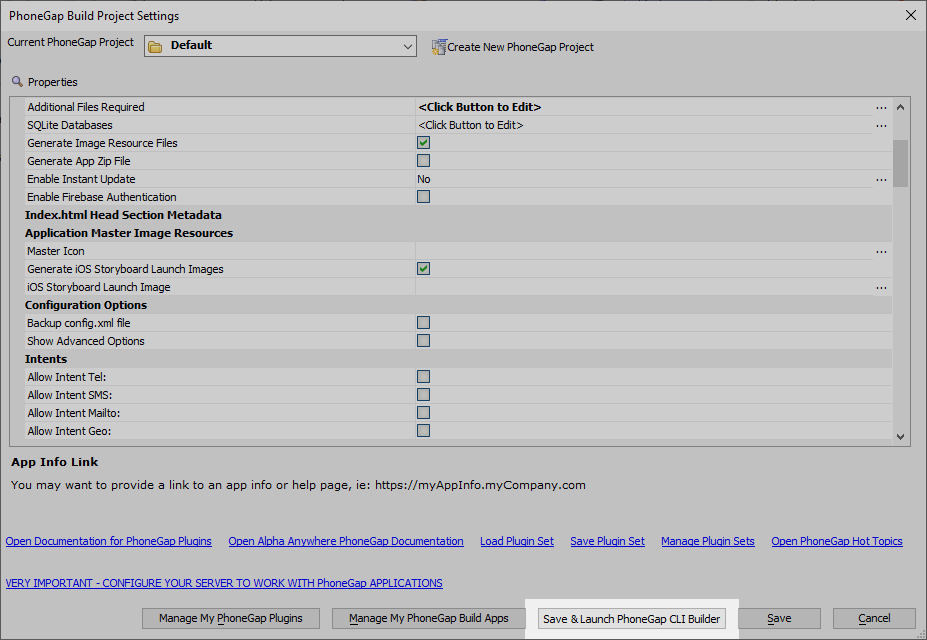 PhoneGap Build Project Settings
Current PhoneGap Project
Default
Create New PhoneGap Project
Properties
Additional Files Required <Click Button to Edit> ...
SQLite Databases <Click Button to Edit> ...
Generate Image Resource Files
Generate App Zip File
Enable Instant Update No ...
Enable Firebase Authentication
Index.html Head Section Metadata
Application Master Image Resources
Master Icon ...
Generate iOS Storyboard Launch Images
iOS Storyboard Launch Image ...
Configuration Options
Backup config.xml file
Show Advanced Options
Intents
Allow Intent Tel:
Allow Intent SMS:
Allow Intent Mailto:
Allow Intent Geo:
App Info Link
You may want to provide a link to an app info or help page, ie: https://myAppInfo.myCompany.com
Open Documentation for PhoneGap Plugins Open Alpha Anywhere PhoneGap Documentation Load Plugin Set Save Plugin Set Manage Plugin Sets Open PhoneGap Hot Topics
VERY IMPORTANT - CONFIGURE YOUR SERVER TO WORK WITH PhoneGap APPLICATIONS
Manage My PhoneGap Plugins Manage My PhoneGap Build Apps Save & Launch PhoneGap CLI Builder Save Cancel